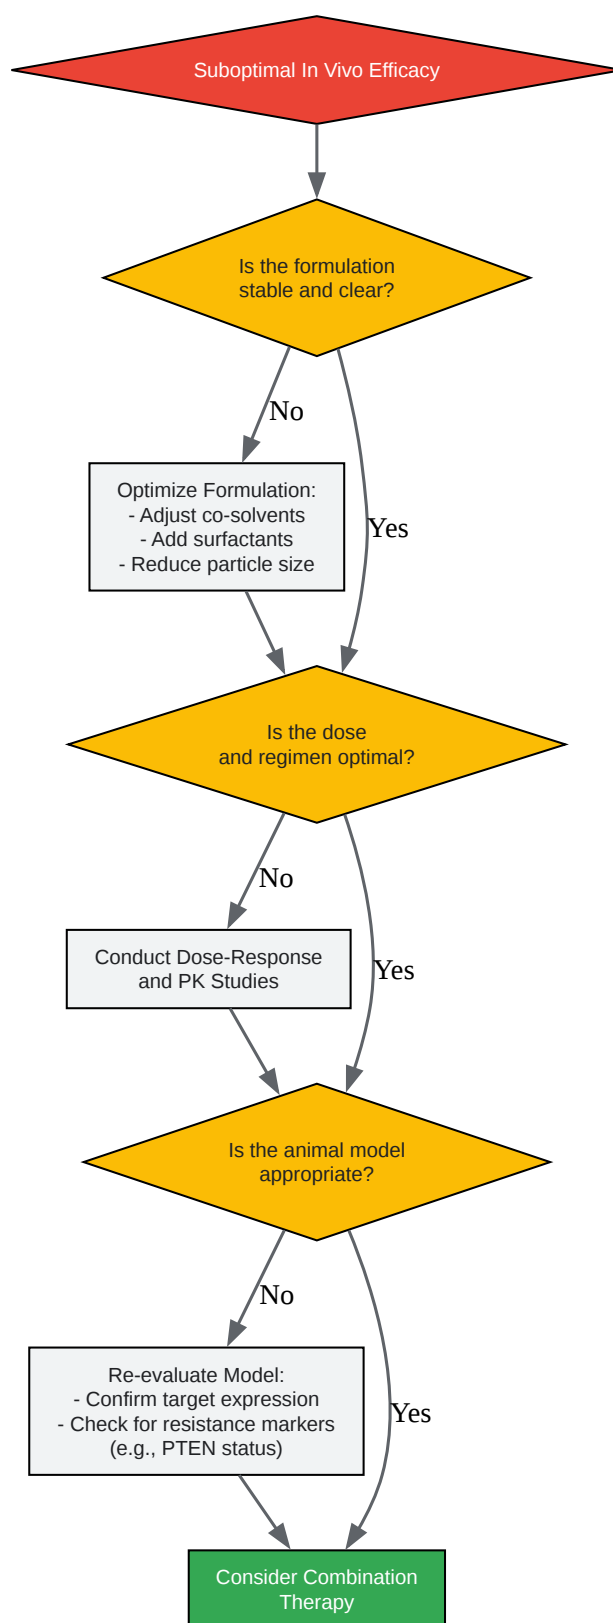 Suboptimal In Vivo Efficacy
Is the formulation
stable and clear?
No
Yes
Optimize Formulation:
- Adjust co-solvents
- Add surfactants
- Reduce particle size
Is the dose
and regimen optimal?
No
Yes
Conduct Dose-Response
and PK Studies
Is the animal model
appropriate?
No
Yes
Re-evaluate Model:
- Confirm target expression
- Check for resistance markers
(e.g., PTEN status)
Consider Combination
Therapy